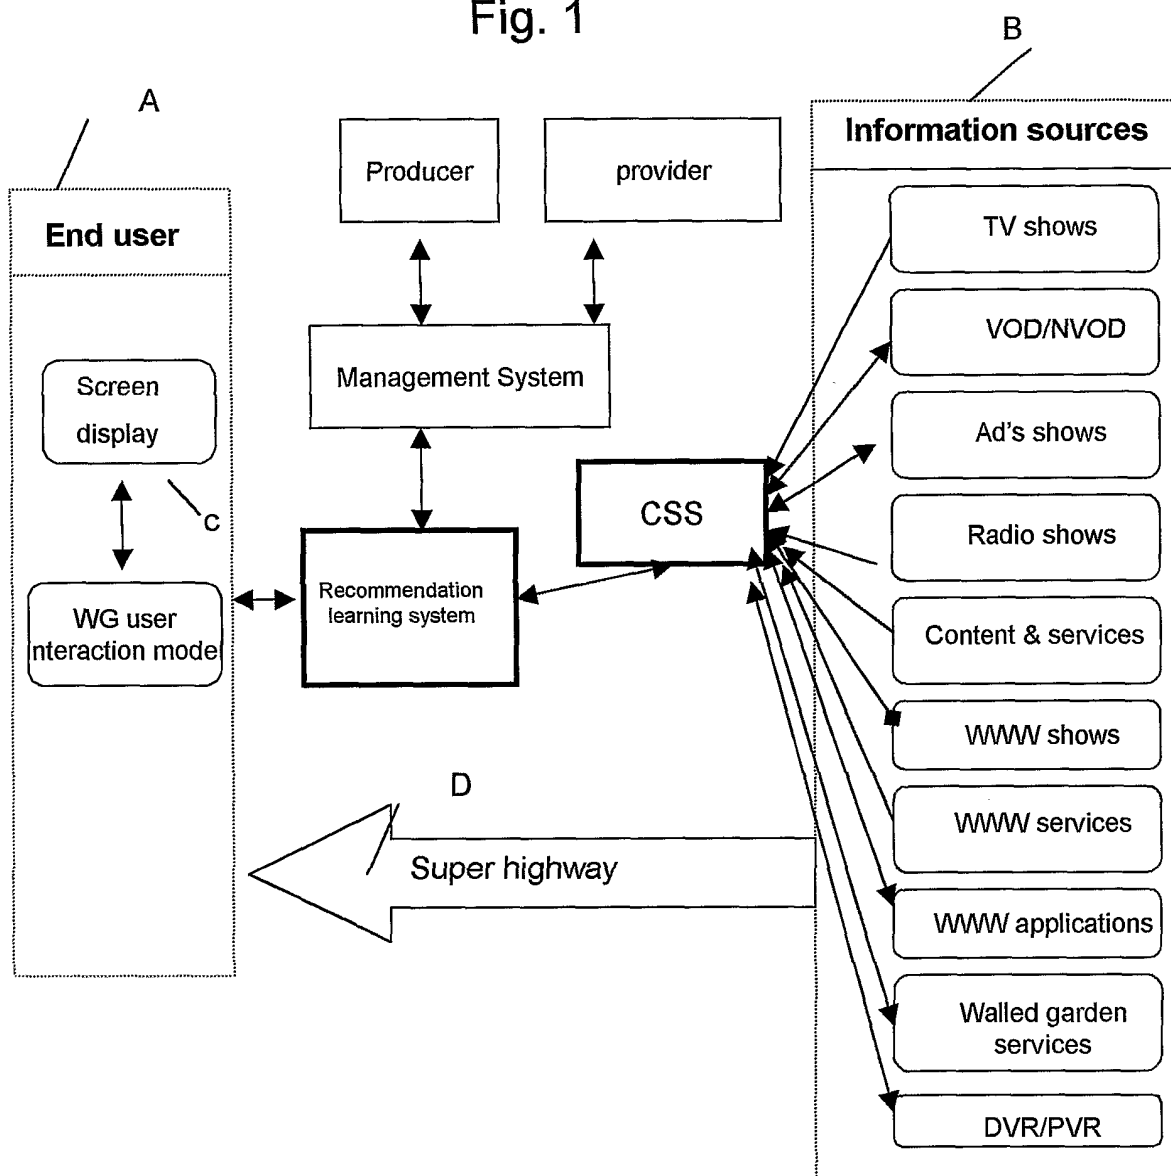 Fig. 1
A
B
End user
Screen
display
C
WG user
nteraction model
Producer
provider
Management System
Recommendation
learning system
CSS
D
Super highway
Information sources
TV shows
VOD/NVOD
Ad's shows
Radio shows
Content & services
WWW shows
WWW services
WWW applications
Walled garden
services
DVR/PVR